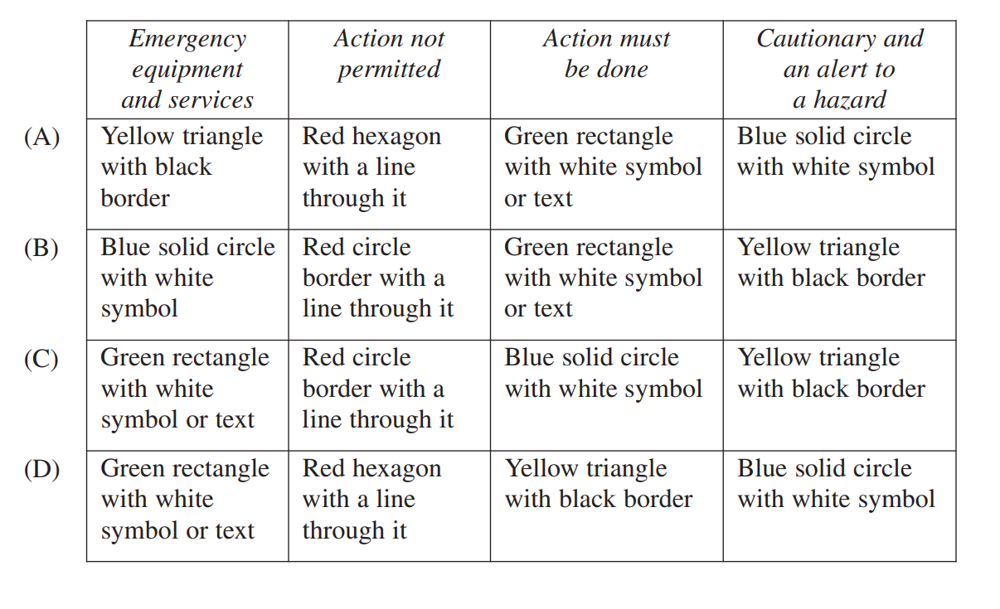 Emergency equipment and services
Action not permitted
Action must be done
Cautionary and an alert to a hazard
(A)
Yellow triangle with black border
Red hexagon with a line through it
Green rectangle with white symbol or text
Blue solid circle with white symbol
(B)
Blue solid circle with white symbol
Red circle border with a line through it
Green rectangle with white symbol or text
Yellow triangle with black border
(C)
Green rectangle with white symbol or text
Red circle border with a line through it
Blue solid circle with white symbol
Yellow triangle with black border
(D)
Green rectangle with white symbol or text
Red hexagon with a line through it
Yellow triangle with black border
Blue solid circle with white symbol